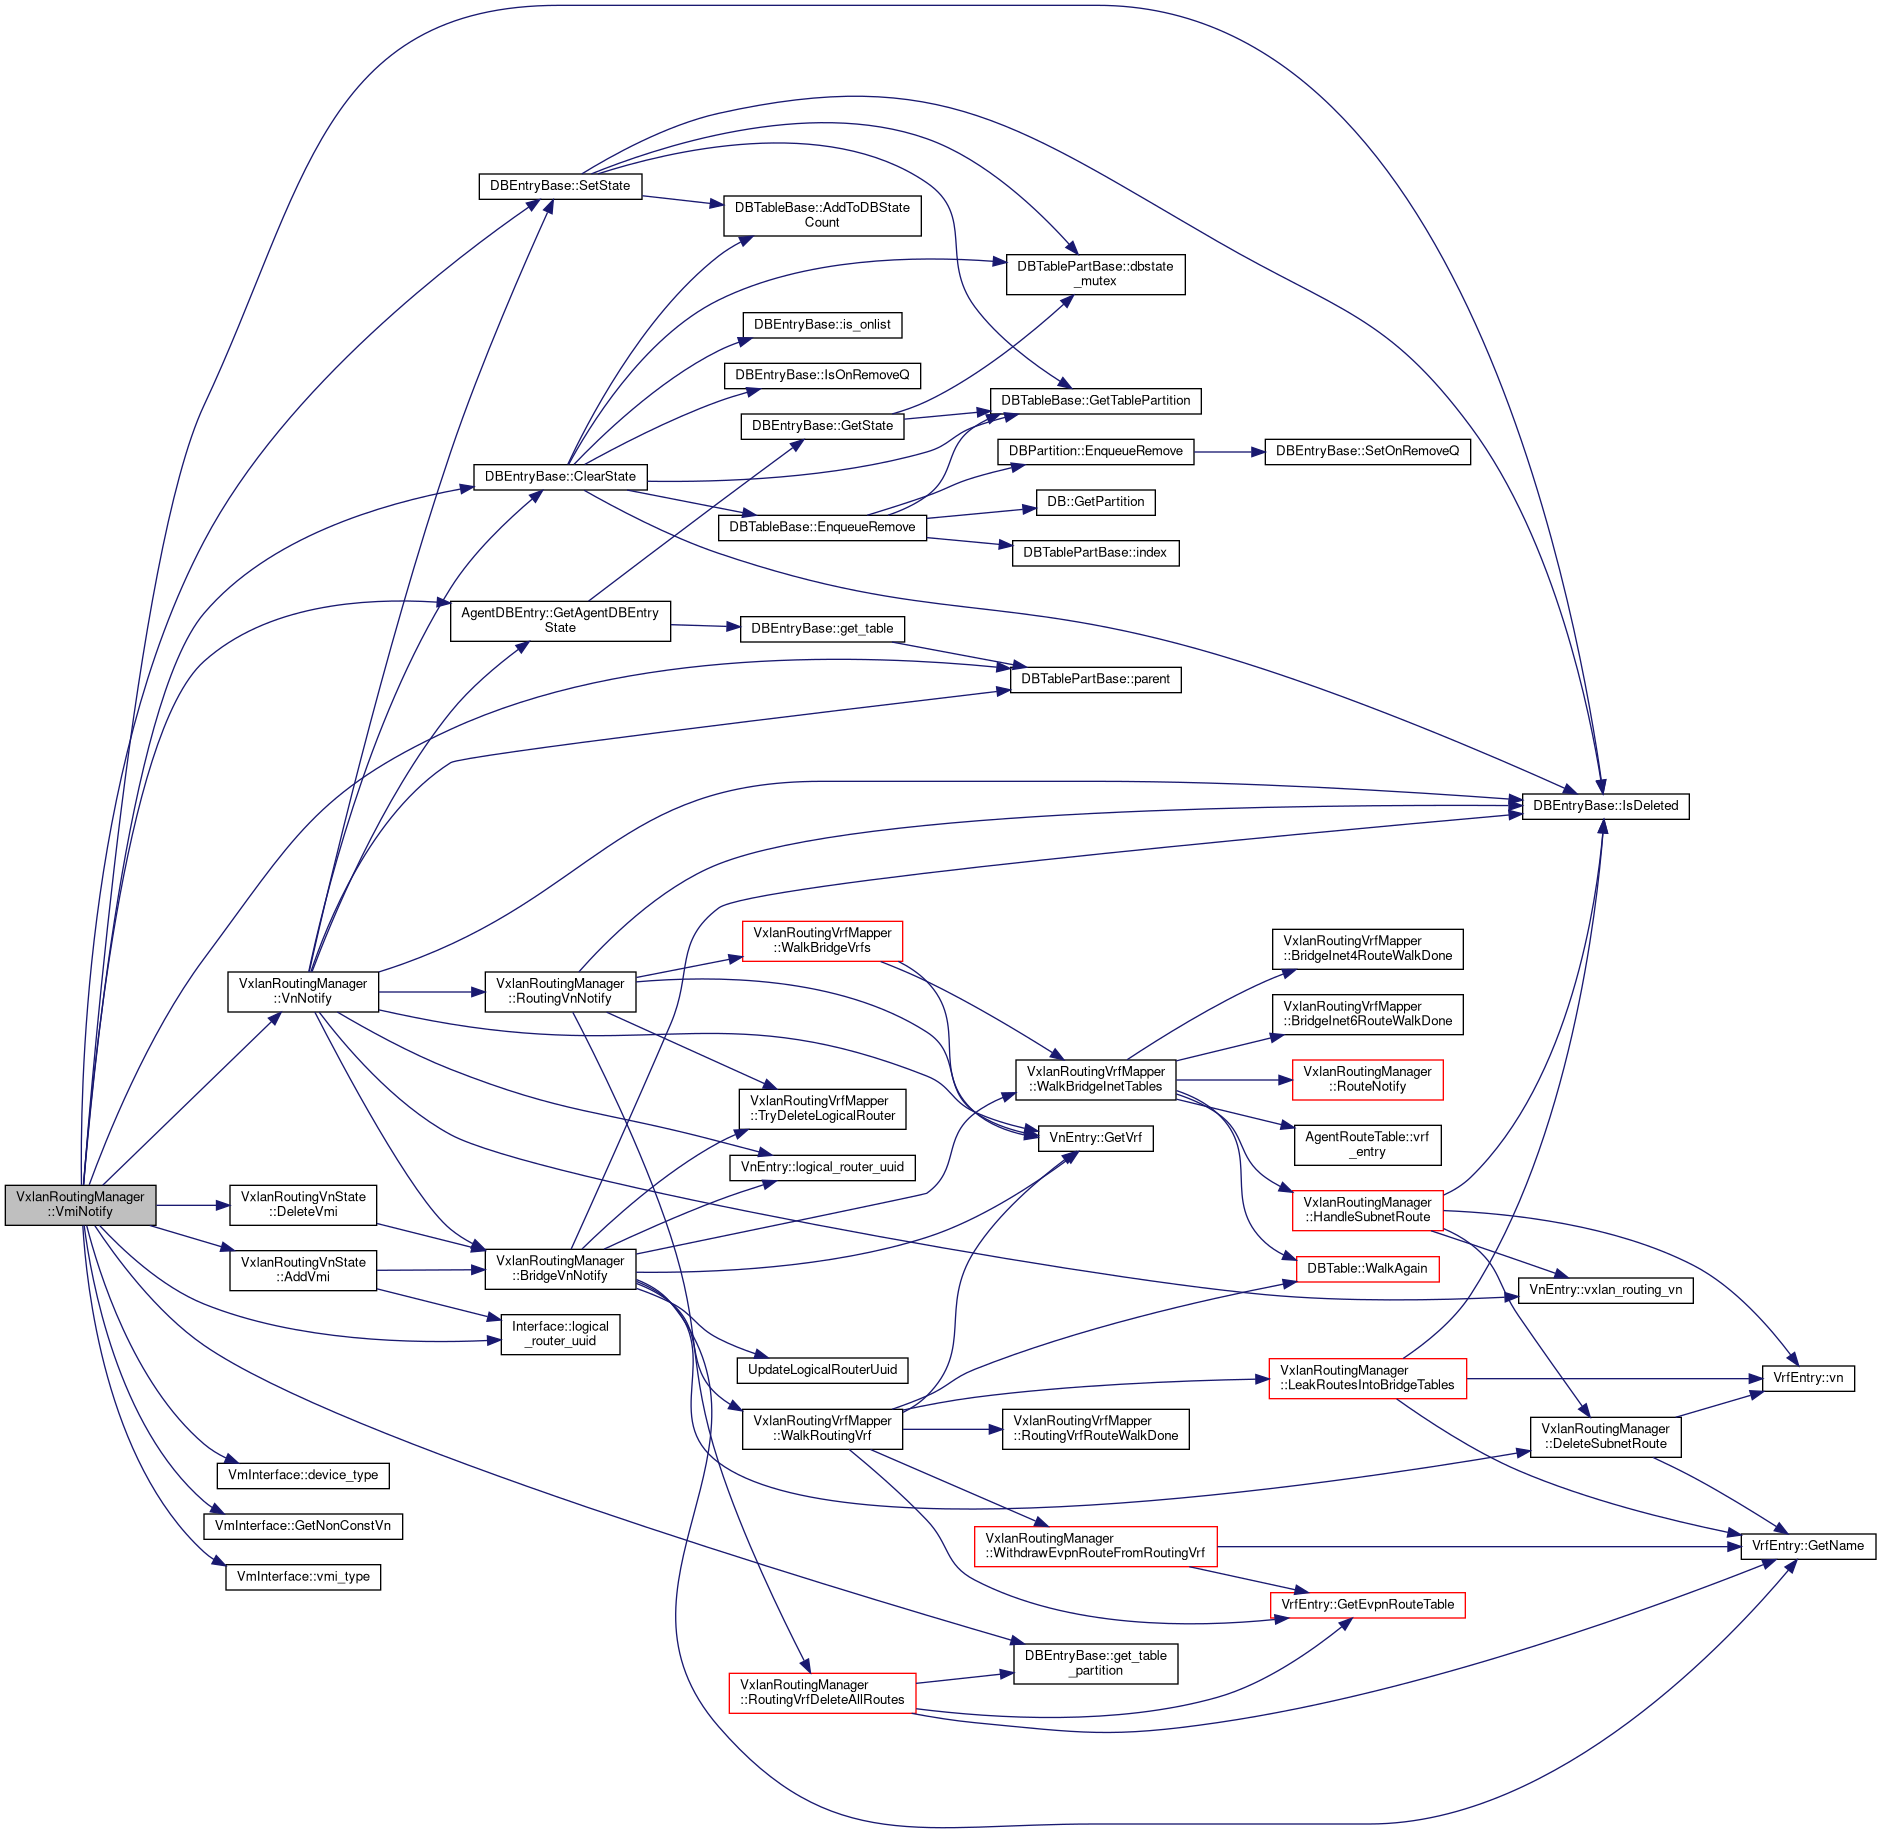 DBEntryBase::SetState
DBTableBase::AddToDBState
Count
DBTablePartBase::dbstate
_mutex
DBEntryBase::is_onlist
DBEntryBase::IsOnRemoveQ
DBTableBase::GetTablePartition
DBEntryBase::GetState
DBPartition::EnqueueRemove
DBEntryBase::SetOnRemoveQ
DBEntryBase::ClearState
DB::GetPartition
DBTableBase::EnqueueRemove
DBTablePartBase::index
AgentDBEntry::GetAgentDBEntry
State
DBEntryBase::get_table
DBTablePartBase::parent
DBEntryBase::IsDeleted
VxlanRoutingVrfMapper
::WalkBridgeVrfs
VxlanRoutingVrfMapper
::BridgeInet4RouteWalkDone
VxlanRoutingManager
::VnNotify
VxlanRoutingManager
::RoutingVnNotify
VxlanRoutingVrfMapper
::BridgeInet6RouteWalkDone
VxlanRoutingVrfMapper
::WalkBridgeInetTables
VxlanRoutingManager
::RouteNotify
VxlanRoutingVrfMapper
::TryDeleteLogicalRouter
VnEntry::GetVrf
AgentRouteTable::vrf
_entry
VnEntry::logical_router_uuid
VxlanRoutingManager
::VmiNotify
VxlanRoutingVnState
::DeleteVmi
VxlanRoutingManager
::HandleSubnetRoute
VxlanRoutingVnState
::AddVmi
VxlanRoutingManager
::BridgeVnNotify
DBTable::WalkAgain
VnEntry::vxlan_routing_vn
Interface::logical
_router_uuid
UpdateLogicalRouterUuid
VxlanRoutingManager
::LeakRoutesIntoBridgeTables
VrfEntry::vn
VxlanRoutingVrfMapper
::WalkRoutingVrf
VxlanRoutingVrfMapper
::RoutingVrfRouteWalkDone
VxlanRoutingManager
::DeleteSubnetRoute
VmInterface::device_type
VmInterface::GetNonConstVn
VxlanRoutingManager
::WithdrawEvpnRouteFromRoutingVrf
VrfEntry::GetName
VmInterface::vmi_type
VrfEntry::GetEvpnRouteTable
DBEntryBase::get_table
_partition
VxlanRoutingManager
::RoutingVrfDeleteAllRoutes